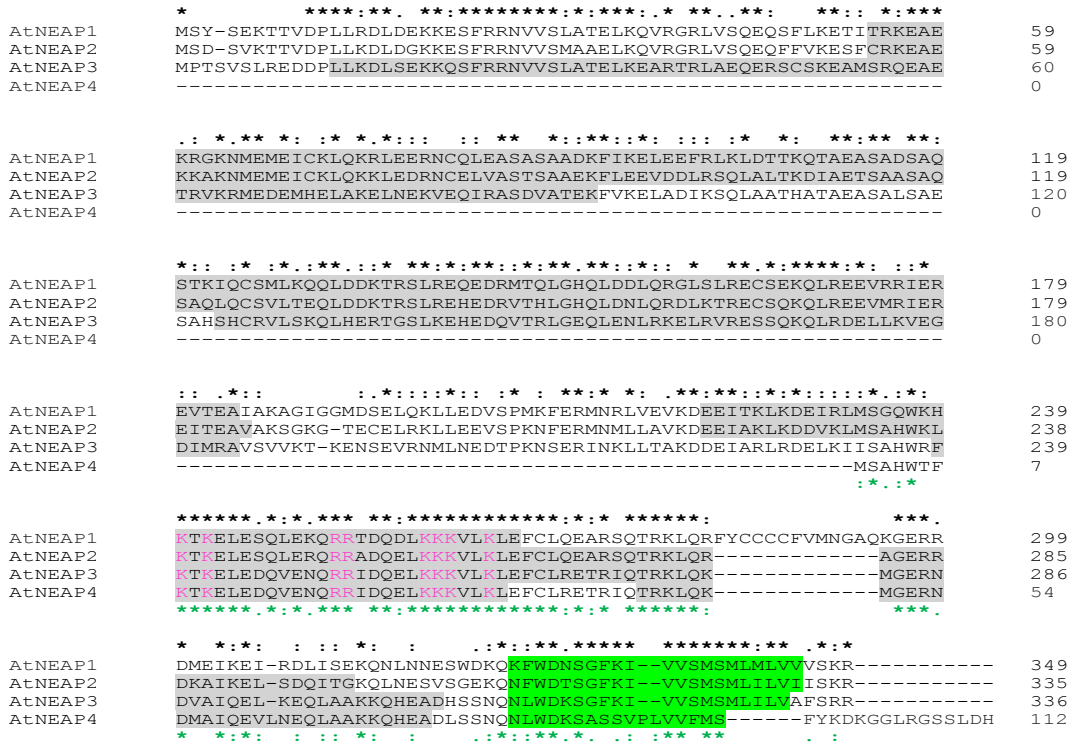 * ****:*:**. **:*********:*:***:.* **:*: **:: *:***
AtNEAP1 MSY-SEKTTVDPLLRDLDEKKESFRRNVVSLATELKQVRGRLVSQEQSFLKETITRKEAE 59
AtNEAP2 MSD-SVKTTVDPLLKDLDGKKESFRRNVVSMAAELKQVRGRLVSQEQFFVKESFCRKEAE 59
AtNEAP3 MPTSVSLREDDPLLKDLSEKKQSFRRNVVSLATELKEARTRLAEQERSCSKEAMSRQEAE 60
AtNEAP4 ------------------------------------------------------------ 0
.: *.** *: :* *.*::: :: ** *::**::*: ::: :* *: **:** **:
AtNEAP1 KRGKNMEMEICKLQKRLEERNCQLEASASAADKFIKELEEFRLKLDTTKQTAEASADSAQ 119
AtNEAP2 KKAKNMEMEICKLQKKLEDRNCELVASTSAAEKFLEEVDDLRSQLALTKDIAETSAASAQ 119
AtNEAP3 TRVKRMEDEMHELAKELNEKVEQIRASDVATEKFVKELADIKSQLAATHATAEASALSAE 120
AtNEAP4 ------------------------------------------------------------ 0
*:: :* :*.:**.::* **:*:**::*:**.**:*::** :: * **.*:****:*: ::*
AtNEAP1 STKIQCSMLKQQLDDKTRSLREQEDRMTQLGHQLDDLQRGLSLRECSEKQLREEVRRIER 179
AtNEAP2 SAQLQCSVLTEQLDDKTRSLREHEDRVTHLGHQLDNLQRDLKTRECSQKQLREEVMRIER 179
AtNEAP3 SAHSHCRVLSKQLHERTGSLKEHEDQVTRLGEQLENLRKELRVRESSQKQLRDELLKVEG 180
AtNEAP4 ------------------------------------------------------------ 0
:: .*:: :.*::::*: :* : **:* *. .**::**:*:*:::::*.*:*:
AtNEAP1 EVTEAIAKAGIGGMDSELQKLLEDVSPMKFERMNRLVEVKDEEITKLKDEIRLMSGQWKH 239
AtNEAP2 EITEAVAKSGKG-TECELRKLLEEVSPKNFERMNMLLAVKDEEIAKLKDDVKLMSAHWKL 238
AtNEAP3 DIMRAVSVVKT-KENSEVRNMLNEDTPKNSERINKLLTAKDDEIARLRDELKIISAHWRF 239
AtNEAP4 -----------------------------------------------------MSAHWTF 7
:*.:*
******.*:*.*** **:********************:*:* ******: ***.
AtNEAP1 KTKELESQLEKQRRTDQDLKKKVLKLEFCLQEARSQTRKLQRFYCCCCFVMNGAQKGERR 299
AtNEAP2 KTKELESQLERQRRADQELKKKVLKLEFCLQEARSQTRKLQR-------------AGERR 285
AtNEAP3 KTKELEDQVENQRRIDQELKKKVLKLEFCLRETRIQTRKLQK-------------MGERN 286
AtNEAP4 KTKELEDQVENQRRIDQELKKKVLKLEFCLRETRIQTRKLQK-------------MGERN 54
******.*:*.*** **:*************:*:* ******: ***.
* *:*: : :: *: .:*::**.***** *******:**: .*:*
AtNEAP1 DMEIKEI-RDLISEKQNLNNESWDKQKFWDNSGFKI--VVSMSMLMLVVVSKR----------- 349
AtNEAP2 DKAIKEL-SDQITGKQLNESVSGEKQNFWDTSGFKI--VVSMSMLILVIISKR----------- 335
AtNEAP3 DVAIQEL-KEQLAAKKQHEADHSSNQNLWDKSGFKI--VVSMSMLILVAFSRR----------- 336
AtNEAP4 DMAIQEVLNEQLAAKKQHEADLSSNQNLWDKSASSVPLVVFMS------FYKDKGGLRGSSLDH 112
* *:*: : :: *: .:*::**.*. .: ** ** . :